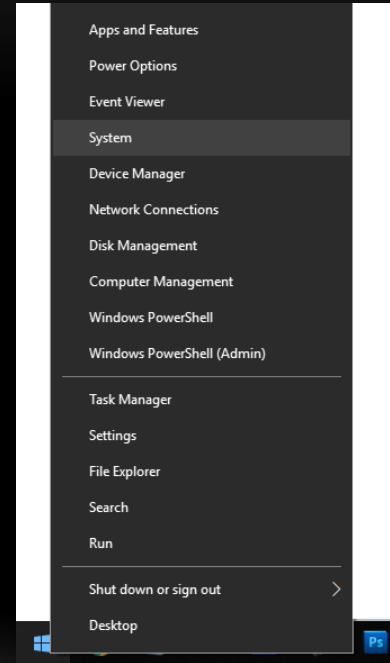 Apps and Features
Power Options
Event Viewer
System
Device Manager
Network Connections
Disk Management
Computer Management
Windows PowerShell
Windows PowerShell (Admin)
Task Manager
Settings
File Explorer
Search
Run
Shut down or sign out
Desktop
Ps